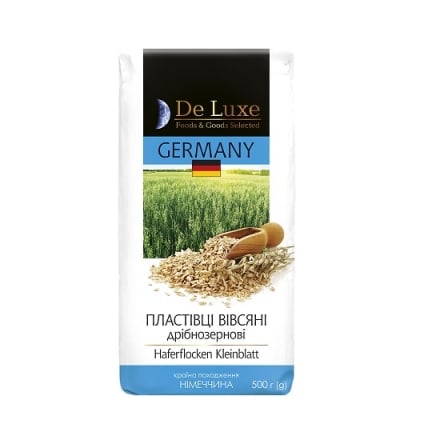 De Luxe
Foods & Goods Selected
GERMANY
ПЛАСТІВЦІ ВІВСЯНІ
дрібнозернові
Haferflocken Kleinblatt
країна походження
НІМЕЧЧИНА
500 г (g)